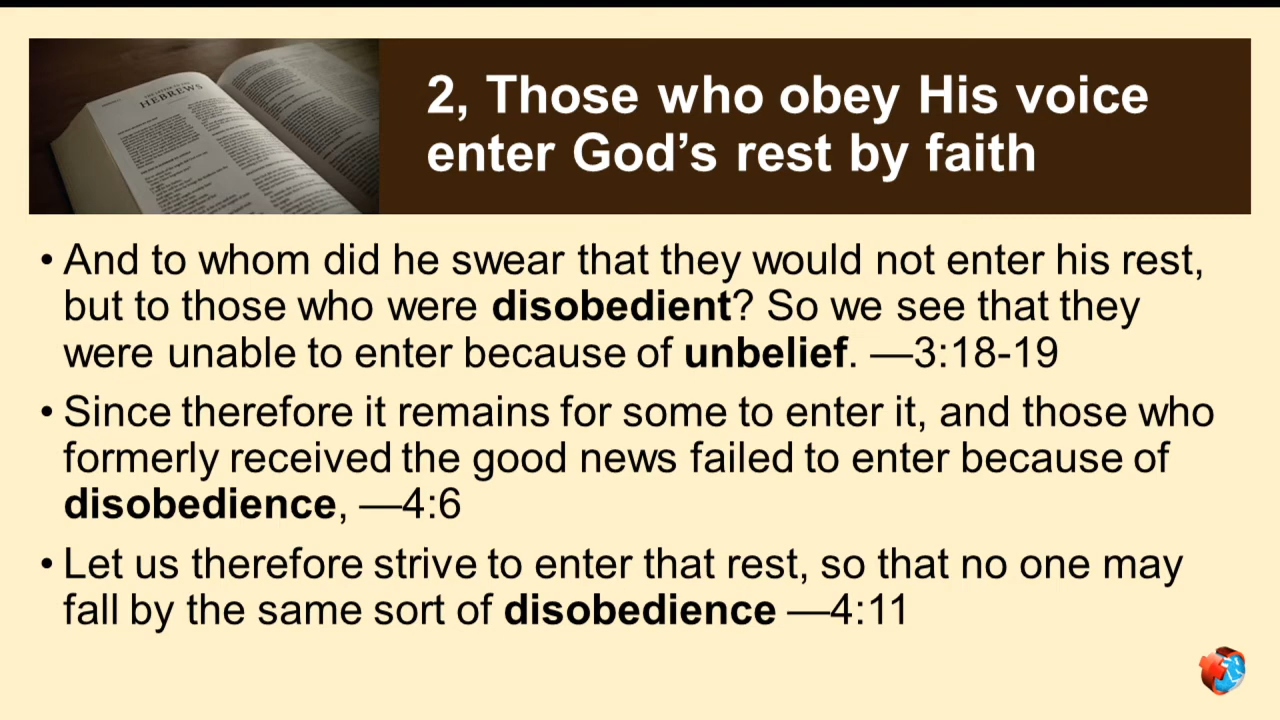 THE LETTER TO THE
HEBREWS
2, Those who obey His voice
enter God’s rest by faith
• And to whom did he swear that they would not enter his rest,
but to those who were disobedient? So we see that they
were unable to enter because of unbelief. —3:18-19
• Since therefore it remains for some to enter it, and those who
formerly received the good news failed to enter because of
disobedience, —4:6
• Let us therefore strive to enter that rest, so that no one may
fall by the same sort of disobedience —4:11